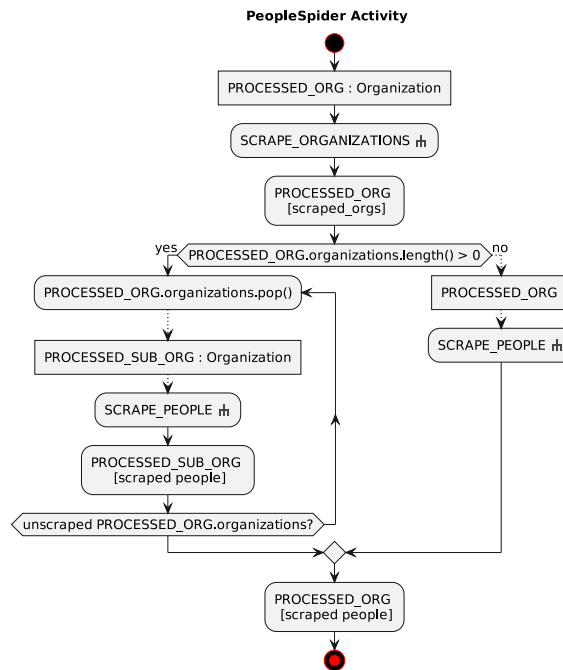 PeopleSpider Activity
PROCESSED_ORG : Organization
SCRAPE_ORGANIZATIONS
PROCESSED_ORG
[scraped_orgs]
yes
PROCESSED_ORG.organizations.length() > 0
no
PROCESSED_ORG.organizations.pop()
PROCESSED_ORG
PROCESSED_SUB_ORG : Organization
SCRAPE_PEOPLE
SCRAPE_PEOPLE
PROCESSED_SUB_ORG
[scraped people]
unscraped PROCESSED_ORG.organizations?
PROCESSED_ORG
[scraped people]